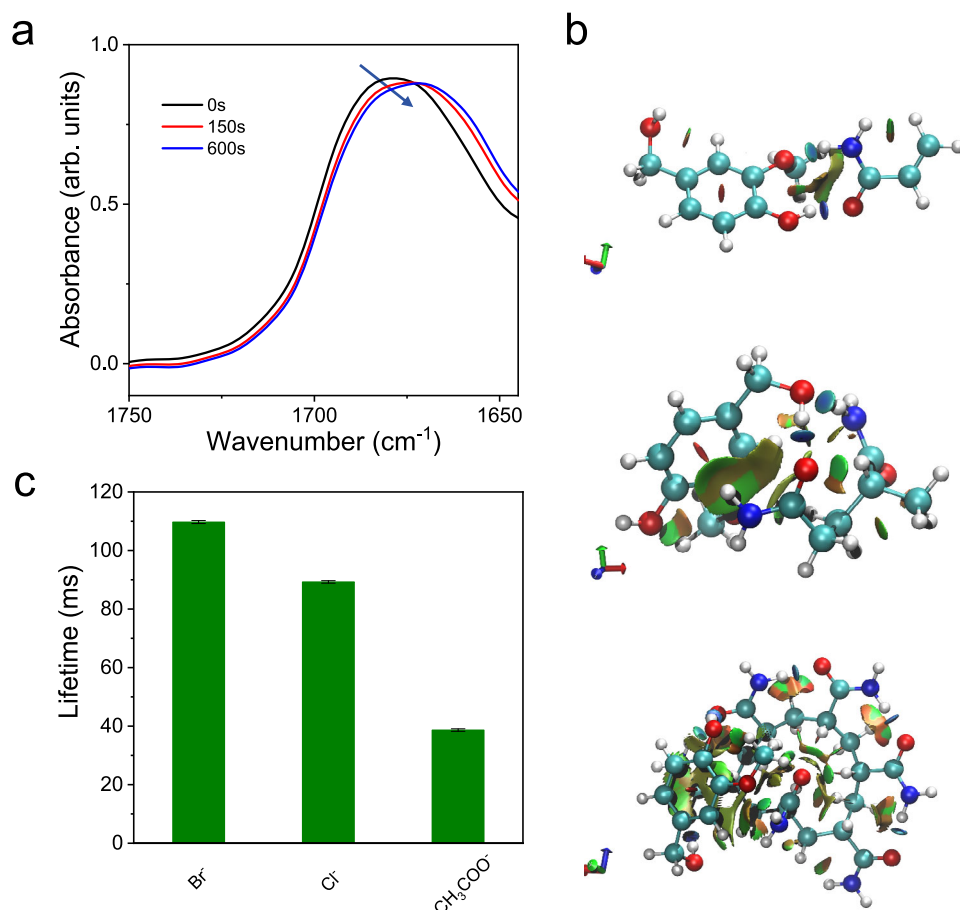 a
b
1.0
0.5
0.0
Absorbance (arb. units)
0s
150s
600s
1750
1700
1650
Wavenumber (cm⁻¹)
c
120
100
80
60
40
20
0
Lifetime (ms)
Br⁻
Cl⁻
CH₃COO⁻